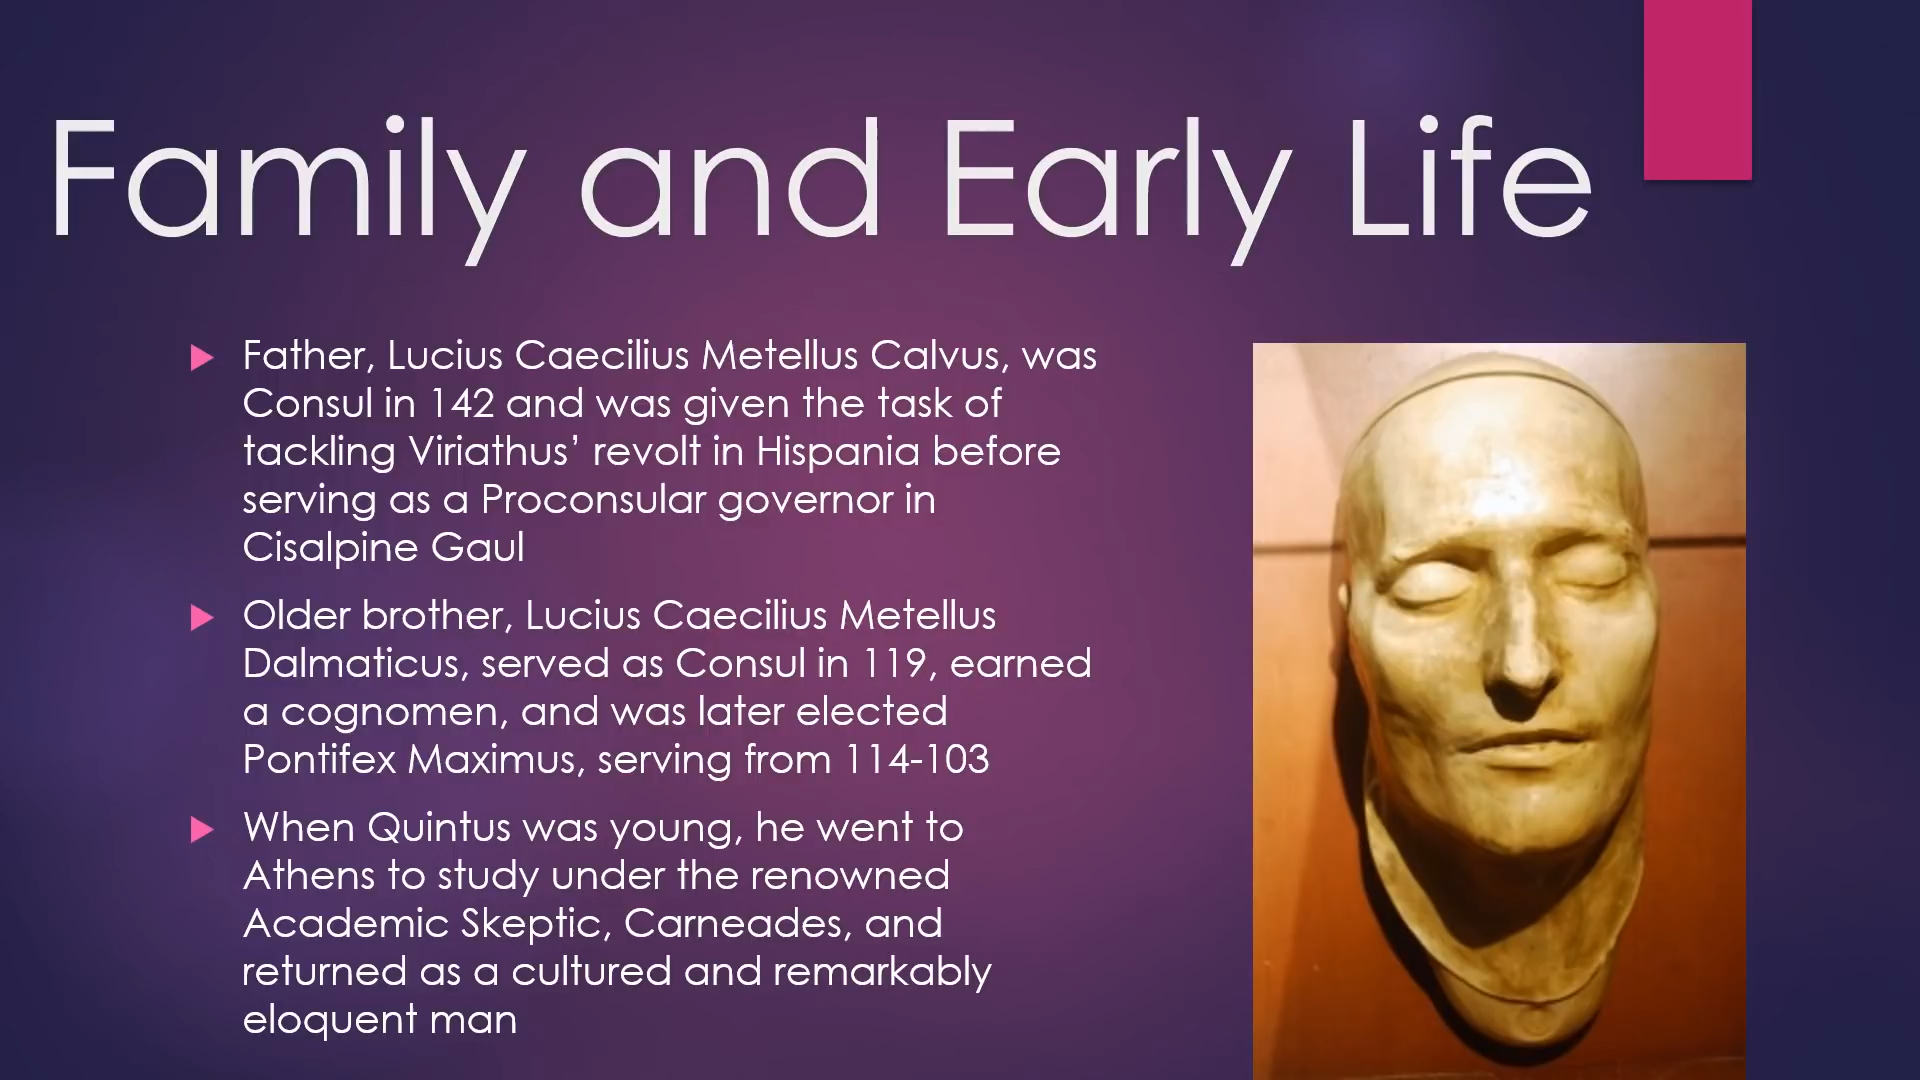 Family and Early Life
Father, Lucius Caecilius Metellus Calvus, was
Consul in 142 and was given the task of
tackling Viriathus’ revolt in Hispania before
serving as a Proconsular governor in
Cisalpine Gaul
Older brother, Lucius Caecilius Metellus
Dalmaticus, served as Consul in 119, earned
a cognomen, and was later elected
Pontifex Maximus, serving from 114-103
When Quintus was young, he went to
Athens to study under the renowned
Academic Skeptic, Carneades, and
returned as a cultured and remarkably
eloquent man